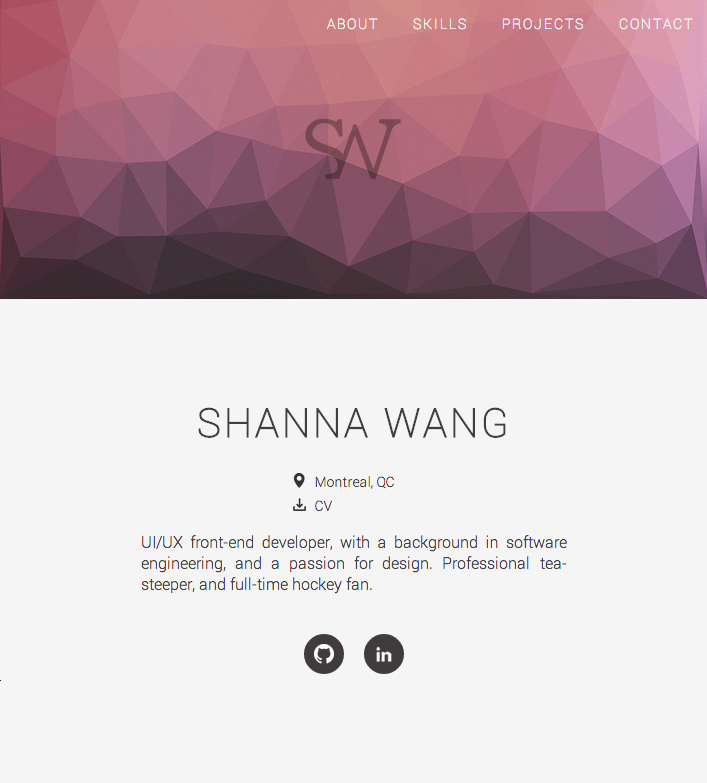 ABOUT SKILLS PROJECTS CONTACT
SW
SHANNA WANG
Montreal, QC
CV
UI/UX front-end developer, with a background in software
engineering, and a passion for design. Professional tea-
steeper, and full-time hockey fan.
in